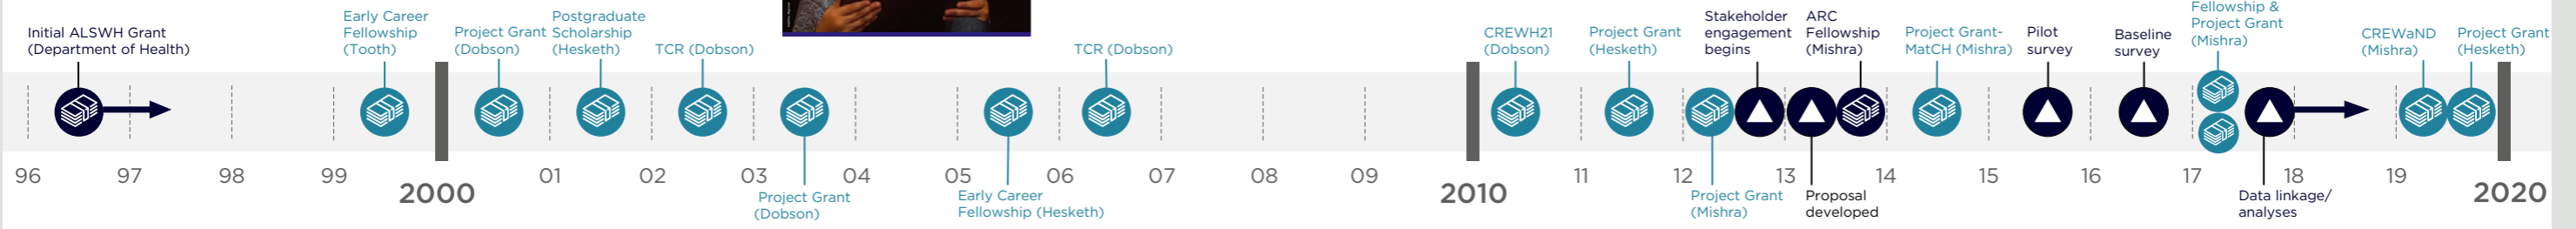 Initial ALSWH Grant
(Department of Health)
Early Career
Fellowship
(Tooth)
Project Grant
(Dobson)
Postgraduate
Scholarship
(Hesketh)
TCR (Dobson)
TCR (Dobson)
CREWH21
(Dobson)
Project Grant
(Hesketh)
Stakeholder
engagement
begins
ARC
Fellowship
(Mishra)
Project Grant-
MatCH (Mishra)
Pilot
survey
Baseline
survey
Fellowship &
Project Grant
(Mishra)
CREWaND
(Mishra)
Project Grant
(Hesketh)
96
97
98
99
2000
01
02
03
04
05
06
07
08
09
2010
11
12
13
14
15
16
17
18
19
2020
Project Grant
(Dobson)
Early Career
Fellowship (Hesketh)
Project Grant
(Mishra)
Proposal
developed
Data linkage/
analyses